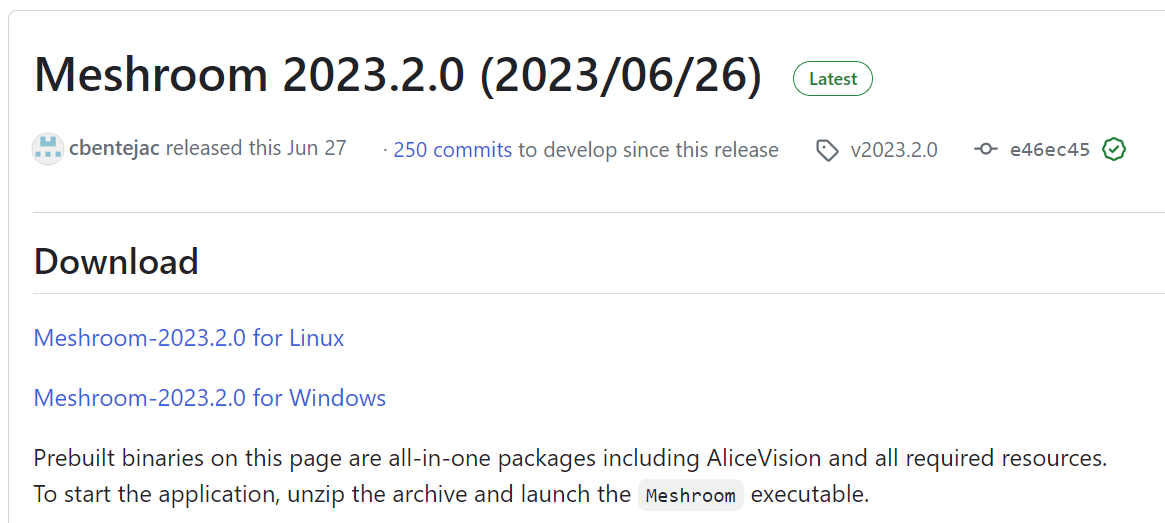 Meshroom 2023.2.0 (2023/06/26) Latest
cbentejac released this Jun 27 · 250 commits to develop since this release v2023.2.0 e46ec45
Download
Meshroom-2023.2.0 for Linux
Meshroom-2023.2.0 for Windows
Prebuilt binaries on this page are all-in-one packages including AliceVision and all required resources.
To start the application, unzip the archive and launch the Meshroom executable.